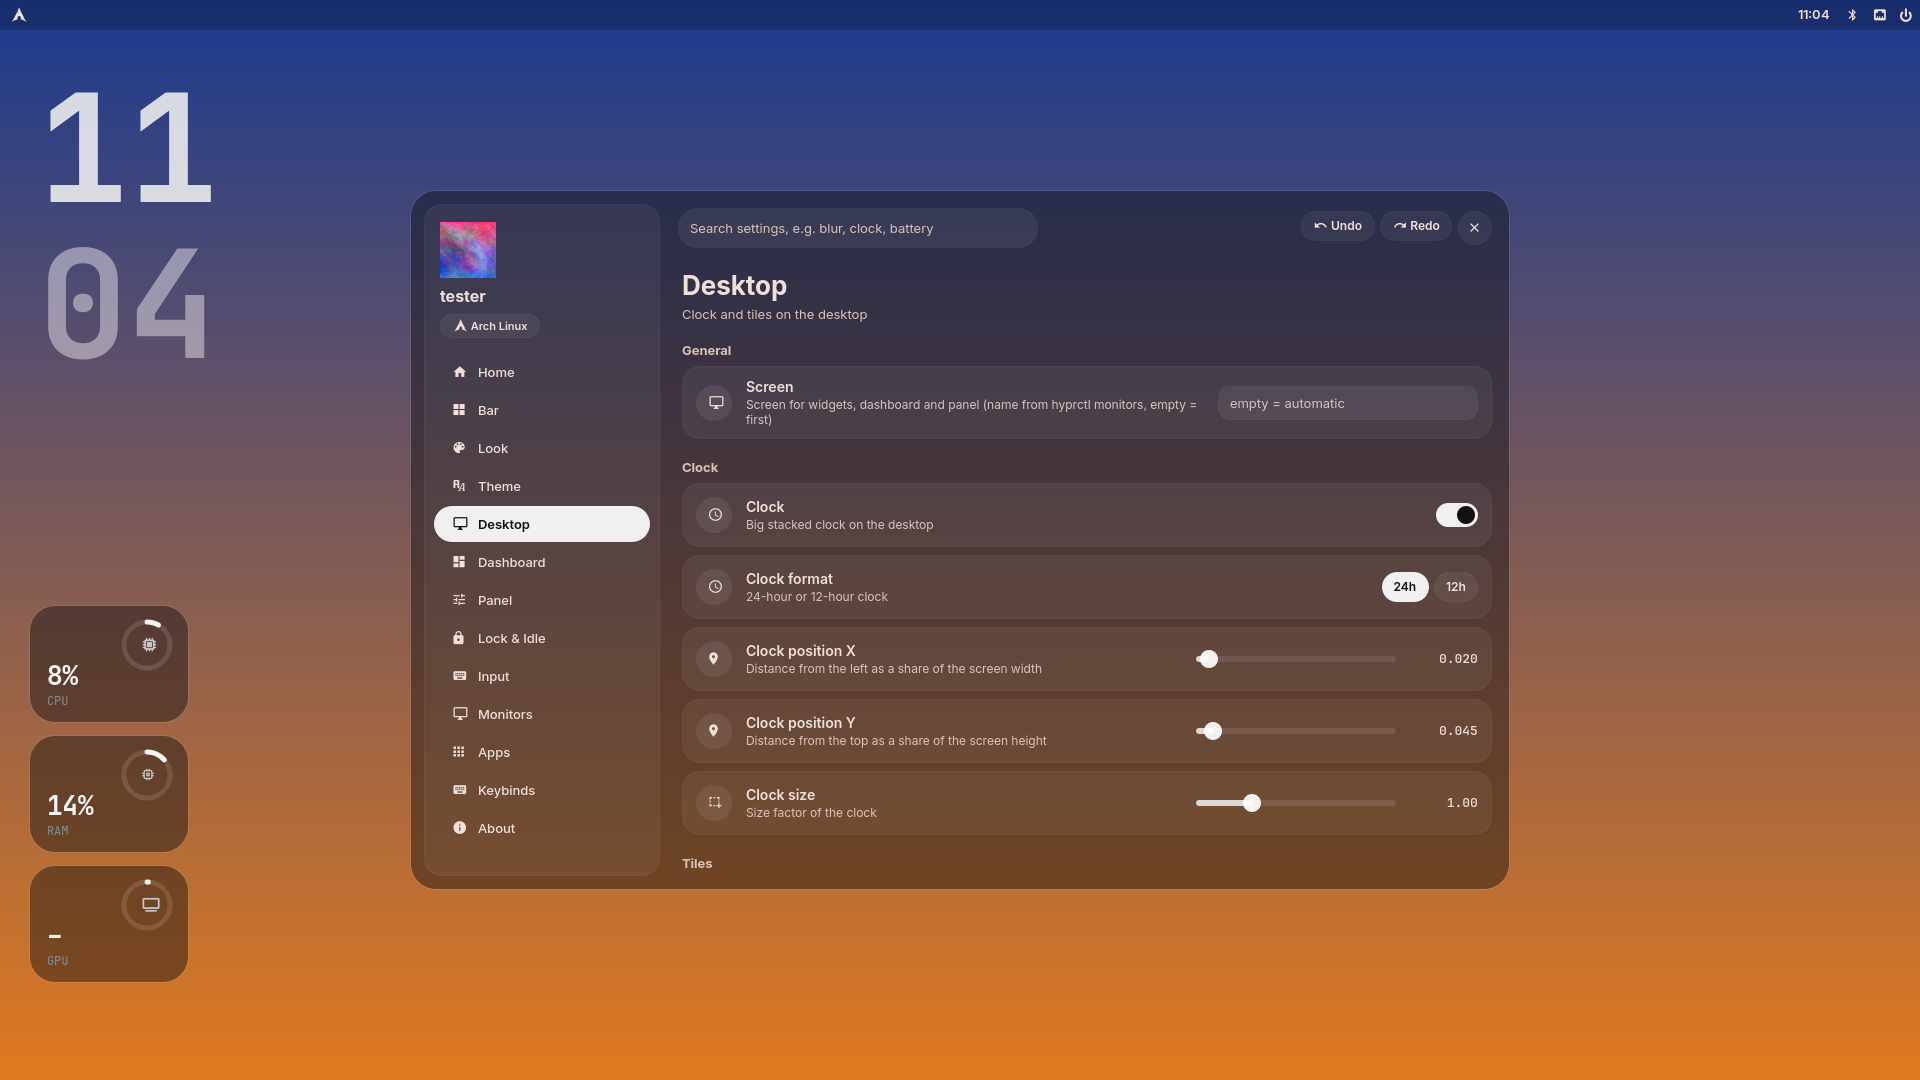 11:04
11
04
8%
CPU
14%
RAM
–
GPU
tester
Arch Linux
Home
Bar
Look
Theme
Desktop
Dashboard
Panel
Lock & Idle
Input
Monitors
Apps
Keybinds
About
Search settings, e.g. blur, clock, battery
Undo
Redo
Desktop
Clock and tiles on the desktop
General
Screen
Screen for widgets, dashboard and panel (name from hyprctl monitors, empty =
first)
empty = automatic
Clock
Clock
Big stacked clock on the desktop
Clock format
24-hour or 12-hour clock
24h
12h
Clock position X
Distance from the left as a share of the screen width
0.020
Clock position Y
Distance from the top as a share of the screen height
0.045
Clock size
Size factor of the clock
1.00
Tiles